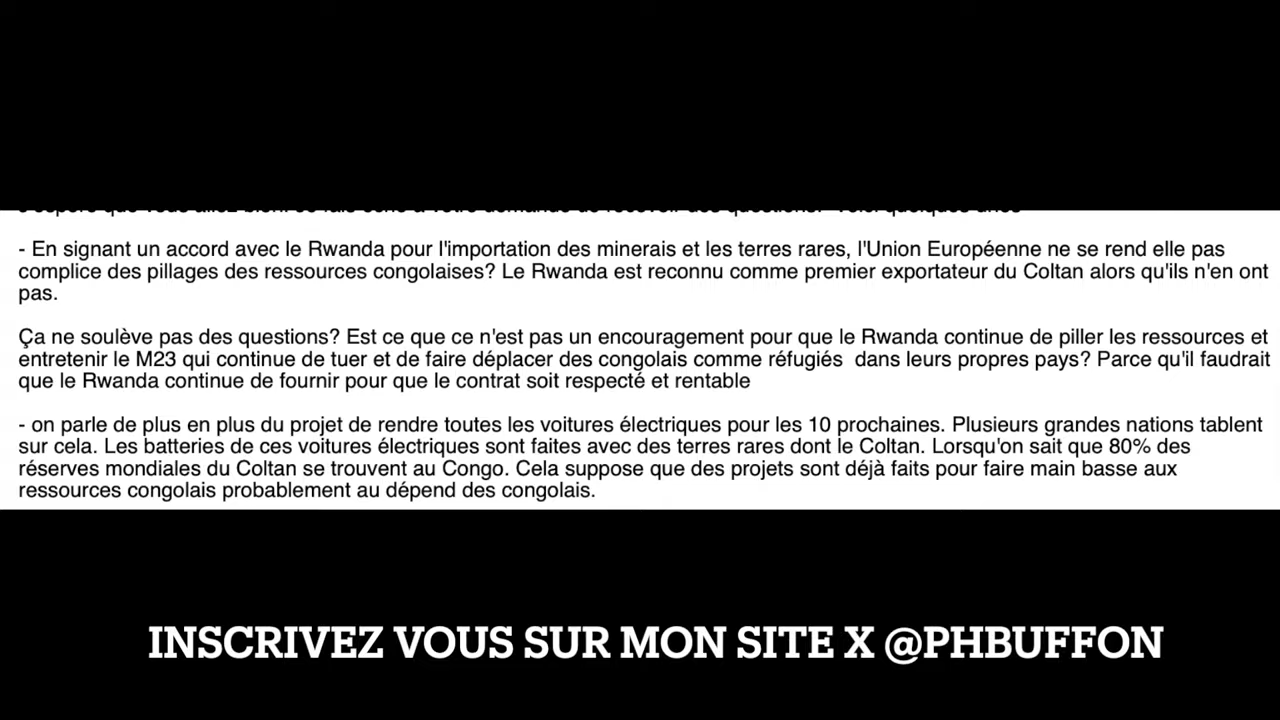 - En signant un accord avec le Rwanda pour l'importation des minerais et les terres rares, l'Union Européenne ne se rend elle pas
complice des pillages des ressources congolaises? Le Rwanda est reconnu comme premier exportateur du Coltan alors qu'ils n'en ont
pas.
Ça ne soulève pas des questions? Est ce que ce n'est pas un encouragement pour que le Rwanda continue de piller les ressources et
entretenir le M23 qui continue de tuer et de faire déplacer des congolais comme réfugiés  dans leurs propres pays? Parce qu'il faudrait
que le Rwanda continue de fournir pour que le contrat soit respecté et rentable
- on parle de plus en plus du projet de rendre toutes les voitures électriques pour les 10 prochaines. Plusieurs grandes nations tablent
sur cela. Les batteries de ces voitures électriques sont faites avec des terres rares dont le Coltan. Lorsqu'on sait que 80% des
réserves mondiales du Coltan se trouvent au Congo. Cela suppose que des projets sont déjà faits pour faire main basse aux
ressources congolais probablement au dépend des congolais.
INSCRIVEZ VOUS SUR MON SITE X @PHBUFFON